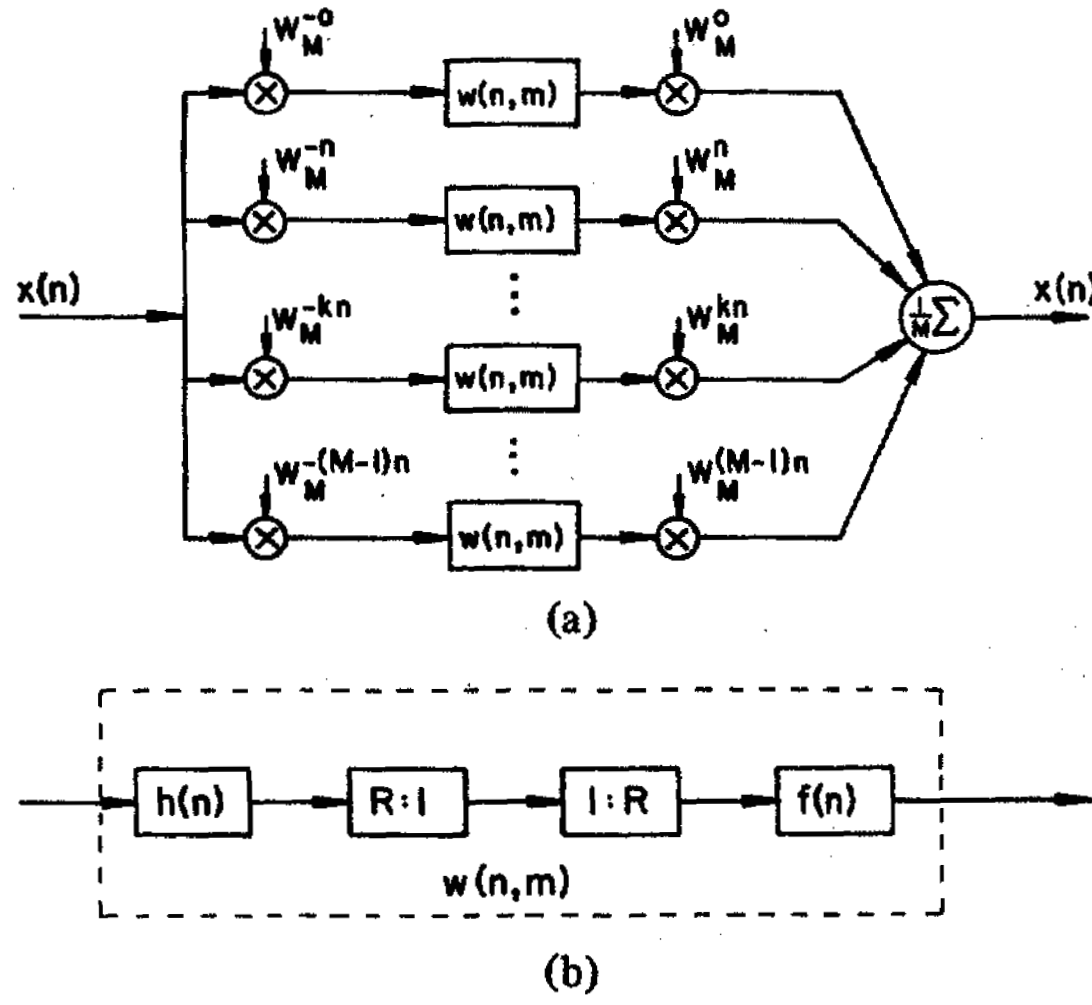 W_M^{-0} W_M^0
w(n,m)
W_M^{-n} W_M^n
w(n,m)
x(n) x(n)
1/M Σ
W_M^{-kn} W_M^{kn}
w(n,m)
W_M^{-(M-1)n} W_M^{(M-1)n}
w(n,m)
(a)
h(n) R:1 1:R f(n)
w(n,m)
(b)